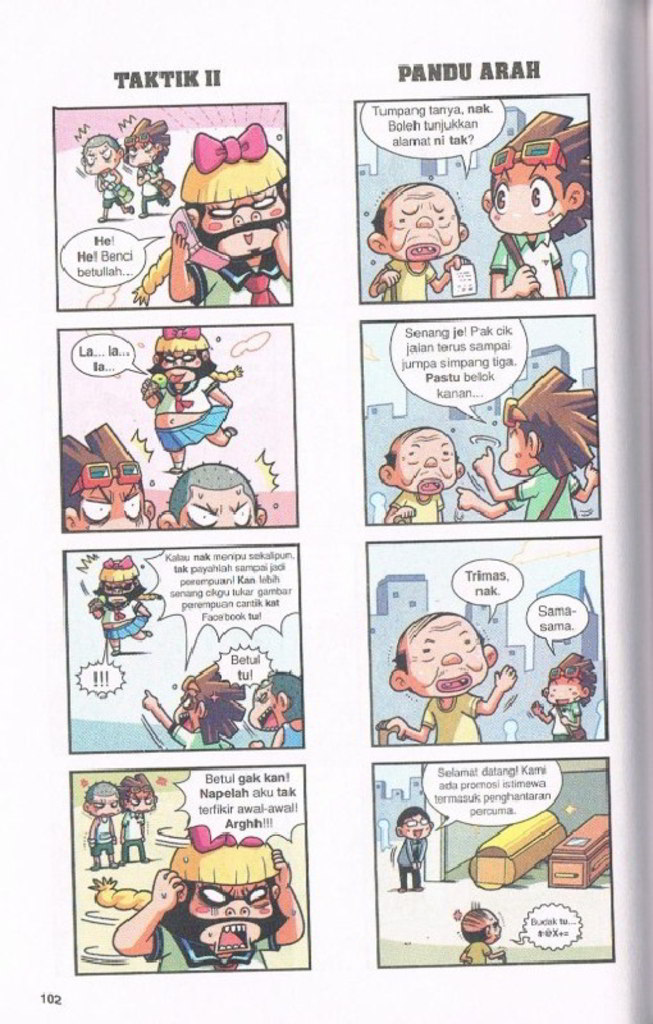 TAKTIK II
He!
He! Benci
betullah...
La... la...
la...
Kalau nak menipu sekalipun,
tak payahlah sampai jadi
perempuan! Kan lebih
senang cikgu tukar gambar
perempuan cantik kat
Facebook tu!
!!!
Betul
tu!
Betul gak kan!
Napelah aku tak
terfikir awal-awal!
Arghh!!!
PANDU ARAH
Tumpang tanya, nak.
Boleh tunjukkan
alamat ni tak?
Senang je! Pak cik
jalan terus sampai
jumpa simpang tiga.
Pastu belok
kanan...
Trimas,
nak.
Sama-
sama.
Selamat datang! Kami
ada promosi istimewa
termasuk penghantaran
percuma.
Budak tu...
#@X+=
102